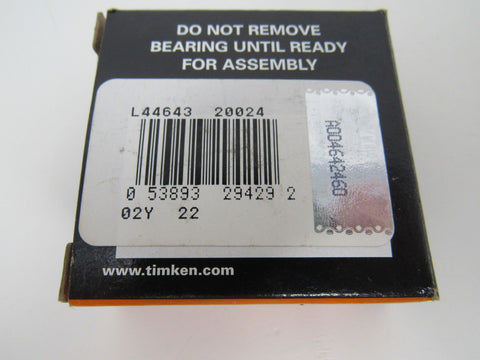 DO NOT REMOVE
BEARING UNTIL READY
FOR ASSEMBLY
L44643 20024
0 53893 29429 2
02Y 22
A004642460
www.timken.com